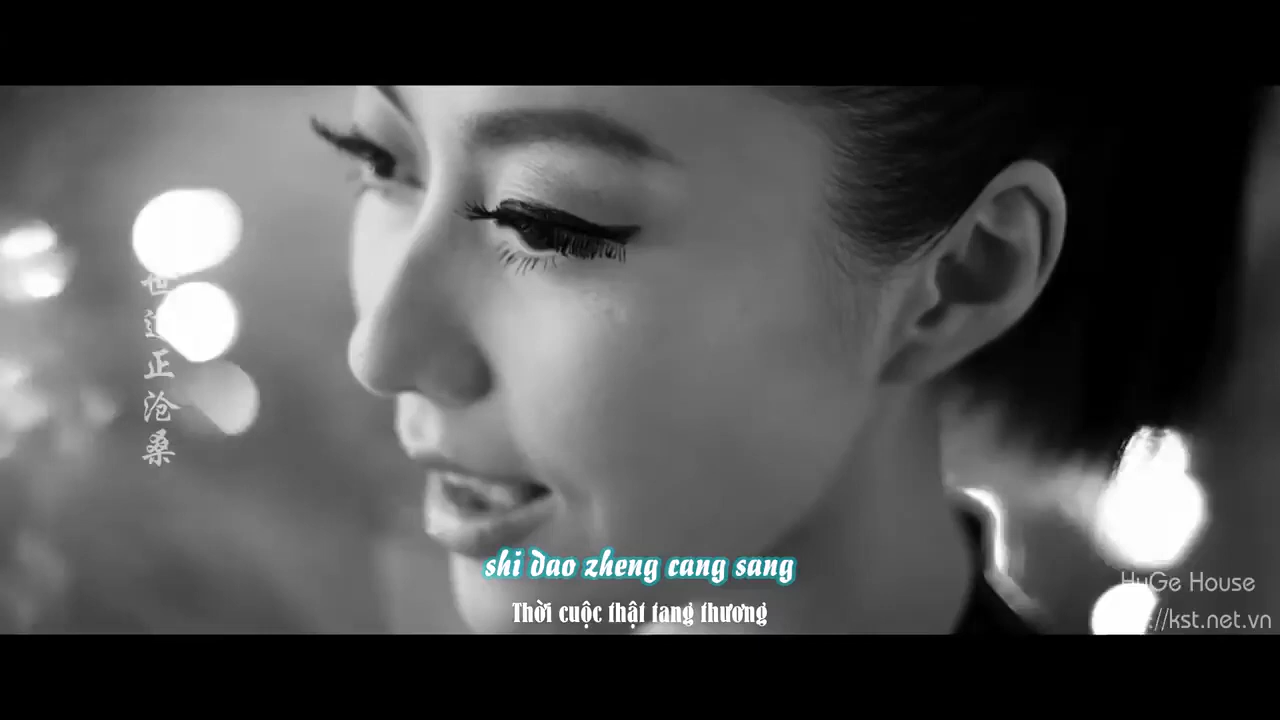 世道正沧桑
shi dao zheng cang sang
Thời cuộc thật tang thương
HuGe House
://kst.net.vn